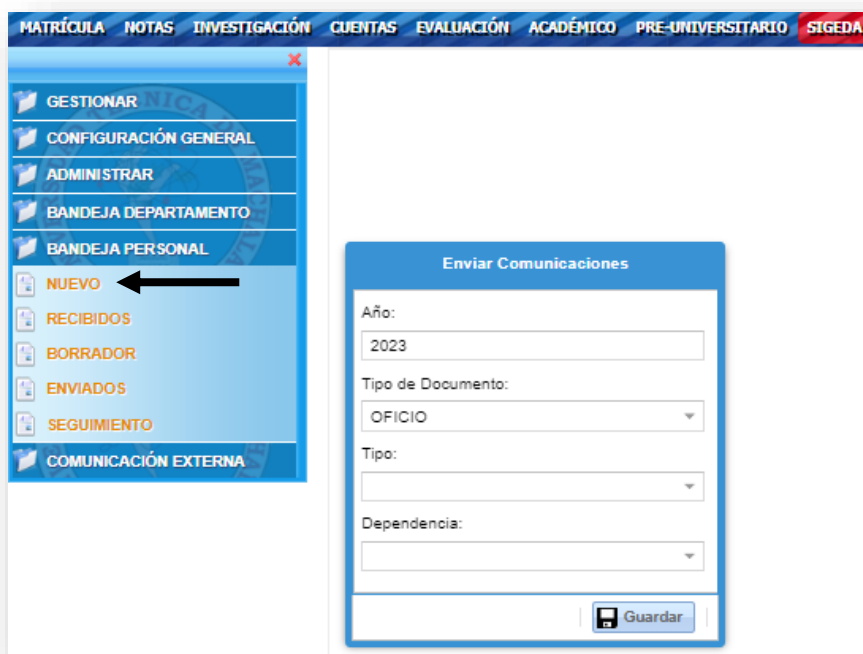 MATRÍCULA NOTAS INVESTIGACIÓN CUENTAS EVALUACIÓN ACADÉMICO PRE-UNIVERSITARIO SIGEDA
GESTIONAR
CONFIGURACIÓN GENERAL
ADMINISTRAR
BANDEJA DEPARTAMENTO
BANDEJA PERSONAL
NUEVO
RECIBIDOS
BORRADOR
ENVIADOS
SEGUIMIENTO
COMUNICACIÓN EXTERNA
Enviar Comunicaciones
Año:
2023
Tipo de Documento:
OFICIO
Tipo:
Dependencia:
Guardar